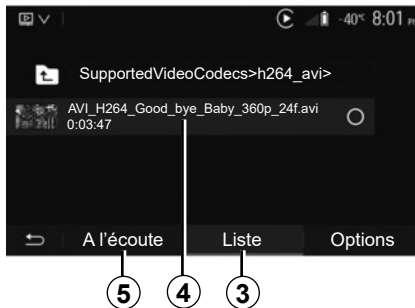 -40°C 8:01
SupportedVideoCodecs>h264_avi>
AVI_H264_Good_bye_Baby_360p_24f.avi
0:03:47
A l'écoute Liste Options
5 4 3